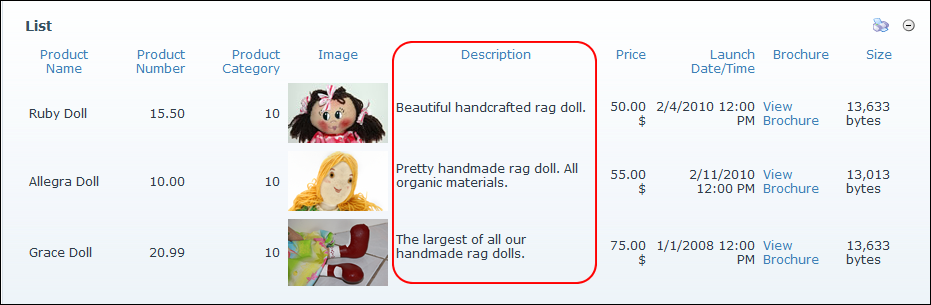 List
Product Name Product Number Product Category Image Description Price Launch Date/Time Brochure Size
Ruby Doll 15.50 10 Beautiful handcrafted rag doll. 50.00 $ 2/4/2010 12:00 PM View Brochure 13,633 bytes
Allegra Doll 10.00 10 Pretty handmade rag doll. All organic materials. 55.00 $ 2/11/2010 12:00 PM View Brochure 13,013 bytes
Grace Doll 20.99 10 The largest of all our handmade rag dolls. 75.00 $ 1/1/2008 12:00 PM View Brochure 13,633 bytes